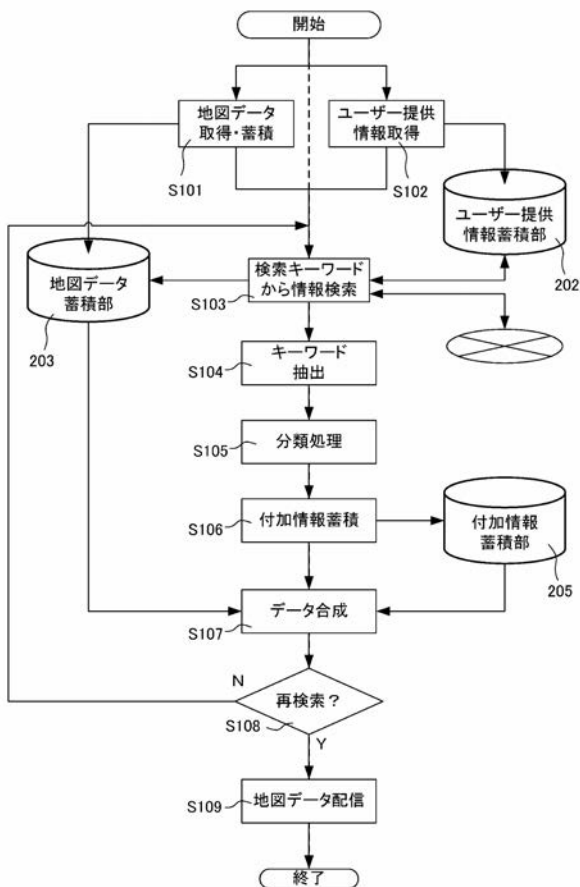 開始
地図データ
取得・蓄積
S101
ユーザー提供
情報取得
S102
ユーザー提供
情報蓄積部
202
地図データ
蓄積部
203
検索キーワード
から情報検索
S103
キーワード
抽出
S104
分類処理
S105
付加情報蓄積
S106
付加情報
蓄積部
205
データ合成
S107
N
再検索？
S108
Y
地図データ配信
S109
終了